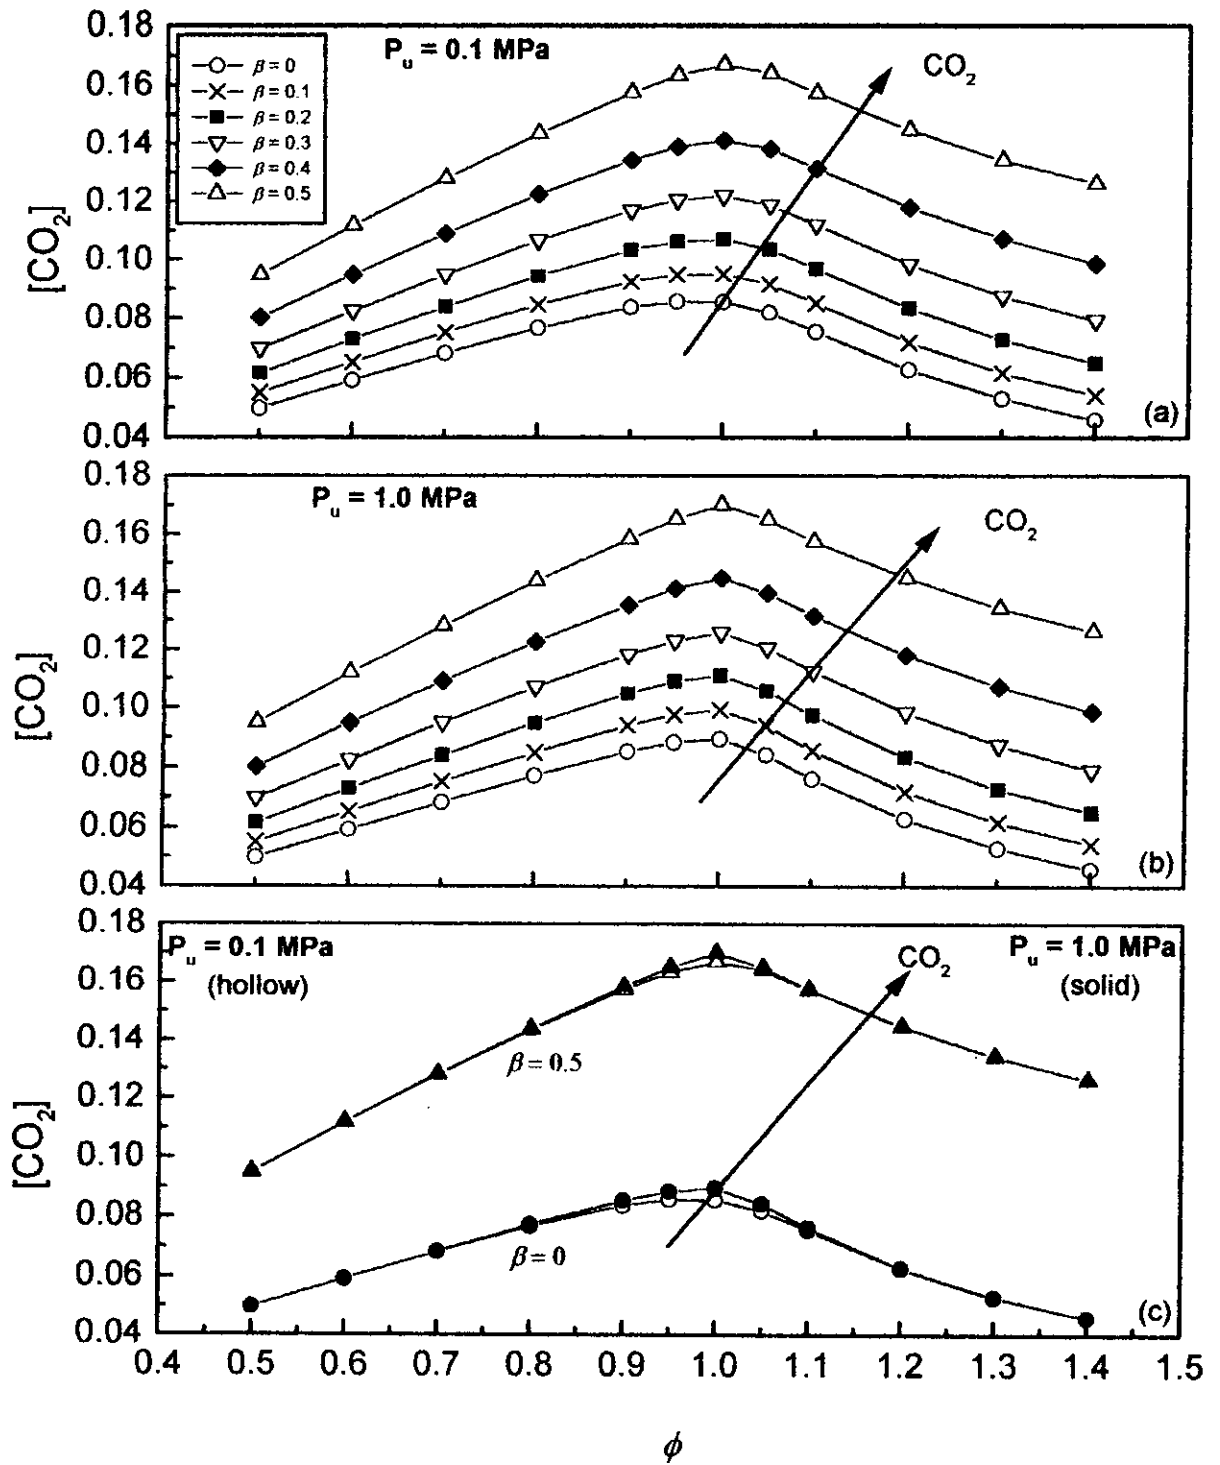 0.18
0.16
0.14
0.12
0.10
0.08
0.06
0.04
[CO₂]
P_u = 0.1 MPa
β = 0
β = 0.1
β = 0.2
β = 0.3
β = 0.4
β = 0.5
CO₂
(a)
0.18
0.16
0.14
0.12
0.10
0.08
0.06
0.04
[CO₂]
P_u = 1.0 MPa
CO₂
(b)
0.18
0.16
0.14
0.12
0.10
0.08
0.06
0.04
[CO₂]
P_u = 0.1 MPa
(hollow)
CO₂
P_u = 1.0 MPa
(solid)
β = 0.5
β = 0
(c)
0.4 0.5 0.6 0.7 0.8 0.9 1.0 1.1 1.2 1.3 1.4 1.5
ϕ